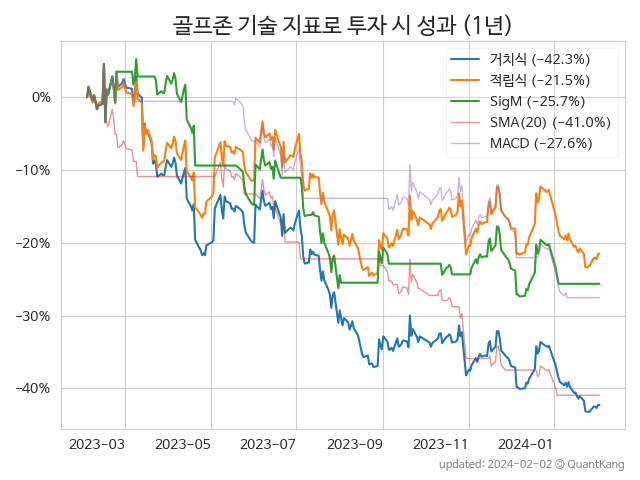 골프존 기술 지표로 투자 시 성과 (1년)
거치식 (−42.3%)
적립식 (−21.5%)
SigM (−25.7%)
SMA(20) (−41.0%)
MACD (−27.6%)
0%
−10%
−20%
−30%
−40%
2023−03 2023−05 2023−07 2023−09 2023−11 2024−01
updated: 2024−02−02 © QuantKang